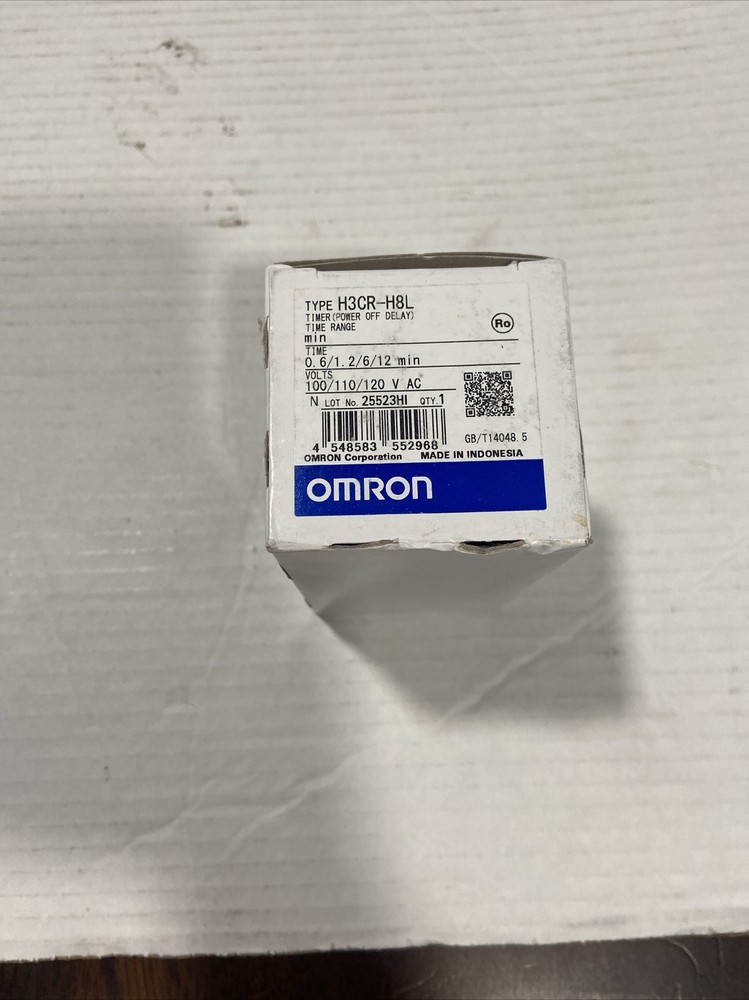 TYPE H3CR-H8L
TIMER(POWER OFF DELAY)
TIME RANGE
Ro
min
TIME
0.6/1.2/6/12 min
VOLTS
100/110/120 V AC
N LOT No. 25523HI QTY.1
4 548583 552968
GB/T14048.5
OMRON Corporation MADE IN INDONESIA
OMRON